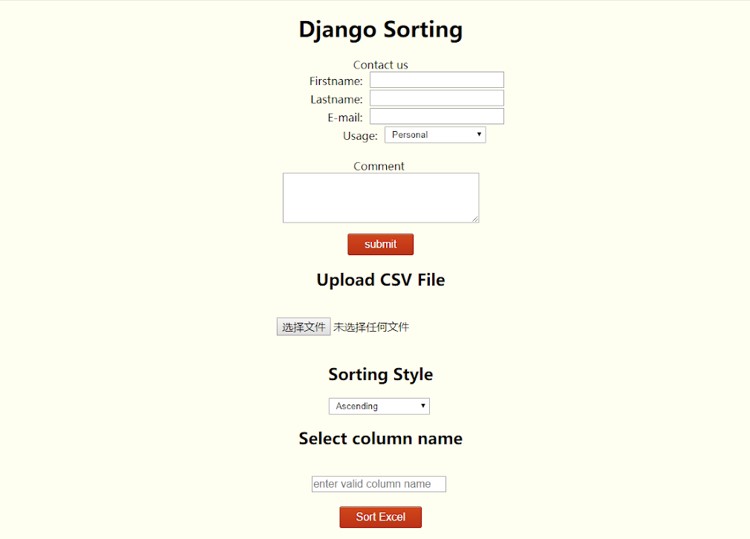 Django Sorting
Contact us
Firstname:
Lastname:
E-mail:
Usage: Personal
Comment
submit
Upload CSV File
选择文件 未选择任何文件
Sorting Style
Ascending
Select column name
enter valid column name
Sort Excel